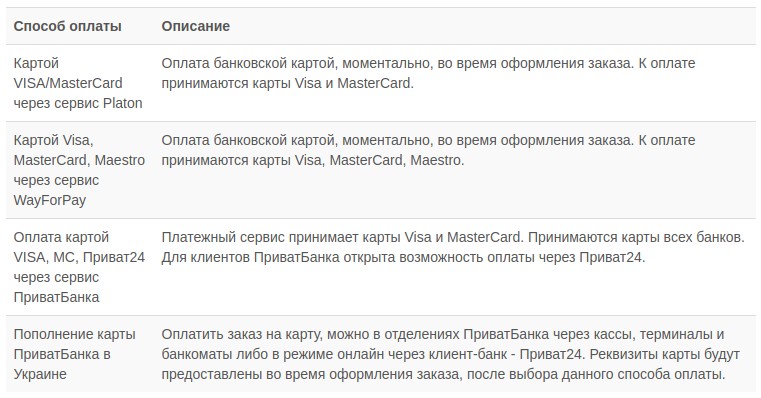 Способ оплаты
Описание
Картой
VISA/MasterCard
через сервис Platon
Оплата банковской картой, моментально, во время оформления заказа. К оплате
принимаются карты Visa и MasterCard.
Картой Visa,
MasterCard, Maestro
через сервис
WayForPay
Оплата банковской картой, моментально, во время оформления заказа. К оплате
принимаются карты Visa, MasterCard, Maestro.
Оплата картой
VISA, MC, Приват24
через сервис
ПриватБанка
Платежный сервис принимает карты Visa и MasterCard. Принимаются карты всех банков.
Для клиентов ПриватБанка открыта возможность оплаты через Приват24.
Пополнение карты
ПриватБанка в
Украине
Оплатить заказ на карту, можно в отделениях ПриватБанка через кассы, терминалы и
банкоматы либо в режиме онлайн через клиент-банк - Приват24. Реквизиты карты будут
предоставлены во время оформления заказа, после выбора данного способа оплаты.